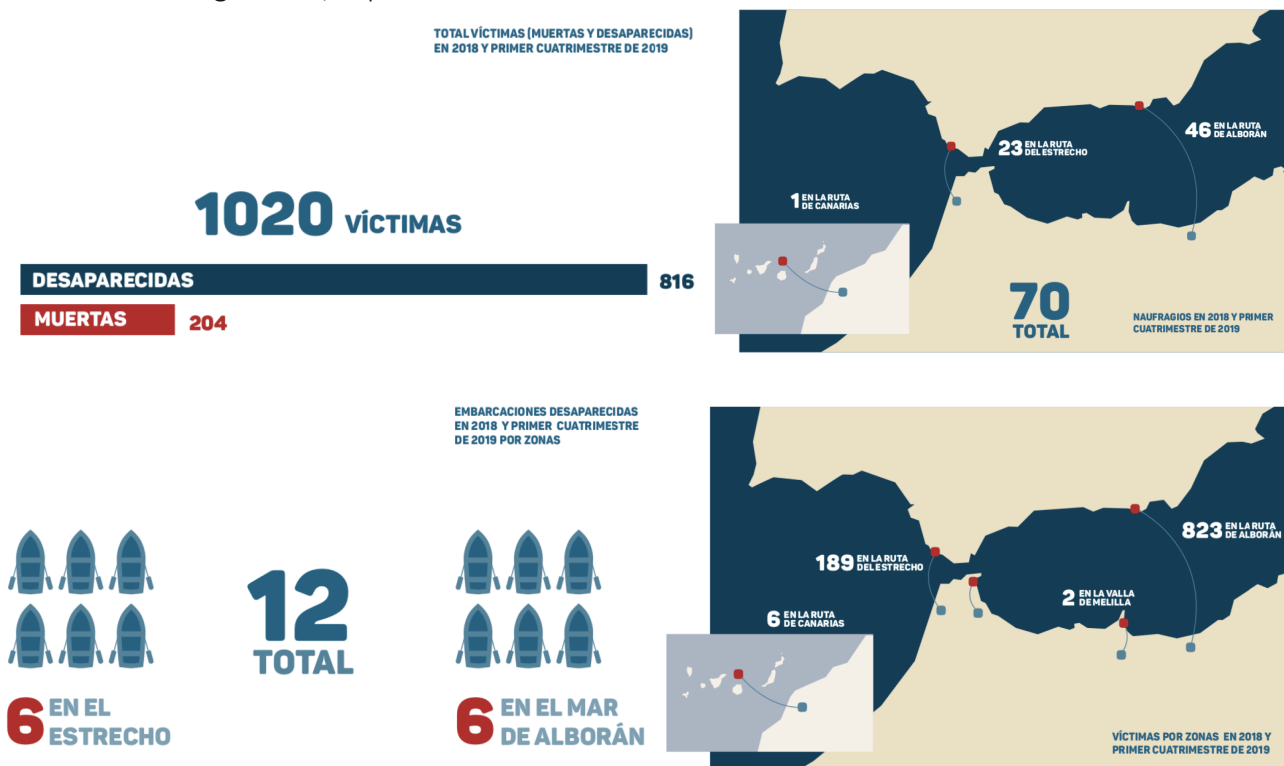 TOTAL VÍCTIMAS (MUERTAS Y DESAPARECIDAS)
EN 2018 Y PRIMER CUATRIMESTRE DE 2019
1020 VÍCTIMAS
DESAPARECIDAS
816
MUERTAS
204
46 EN LA RUTA
DE ALBORÁN
23 EN LA RUTA
DEL ESTRECHO
1 EN LA RUTA
DE CANARIAS
70
TOTAL
NAUFRAGIOS EN 2018 Y PRIMER
CUATRIMESTRE DE 2019
EMBARCACIONES DESAPARECIDAS
EN 2018 Y PRIMER CUATRIMESTRE
DE 2019 POR ZONAS
12
TOTAL
6 EN EL
ESTRECHO
6 EN EL MAR
DE ALBORÁN
823 EN LA RUTA
DE ALBORÁN
189 EN LA RUTA
DEL ESTRECHO
2 EN LA VALLA
DE MELILLA
6 EN LA RUTA
DE CANARIAS
VÍCTIMAS POR ZONAS EN 2018 Y
PRIMER CUATRIMESTRE DE 2019